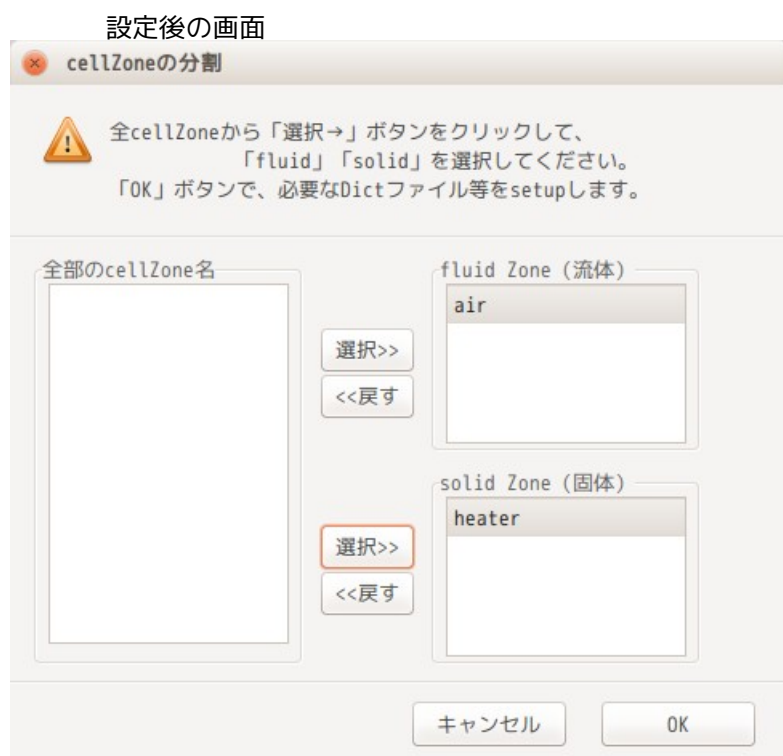 設定後の画面
cellZoneの分割
全cellZoneから「選択→」ボタンをクリックして、
「fluid」「solid」を選択してください。
「OK」ボタンで、必要なDictファイル等をsetupします。
全部のcellZone名
fluid Zone (流体)
air
選択>>
<<戻す
solid Zone (固体)
heater
選択>>
<<戻す
キャンセル
OK